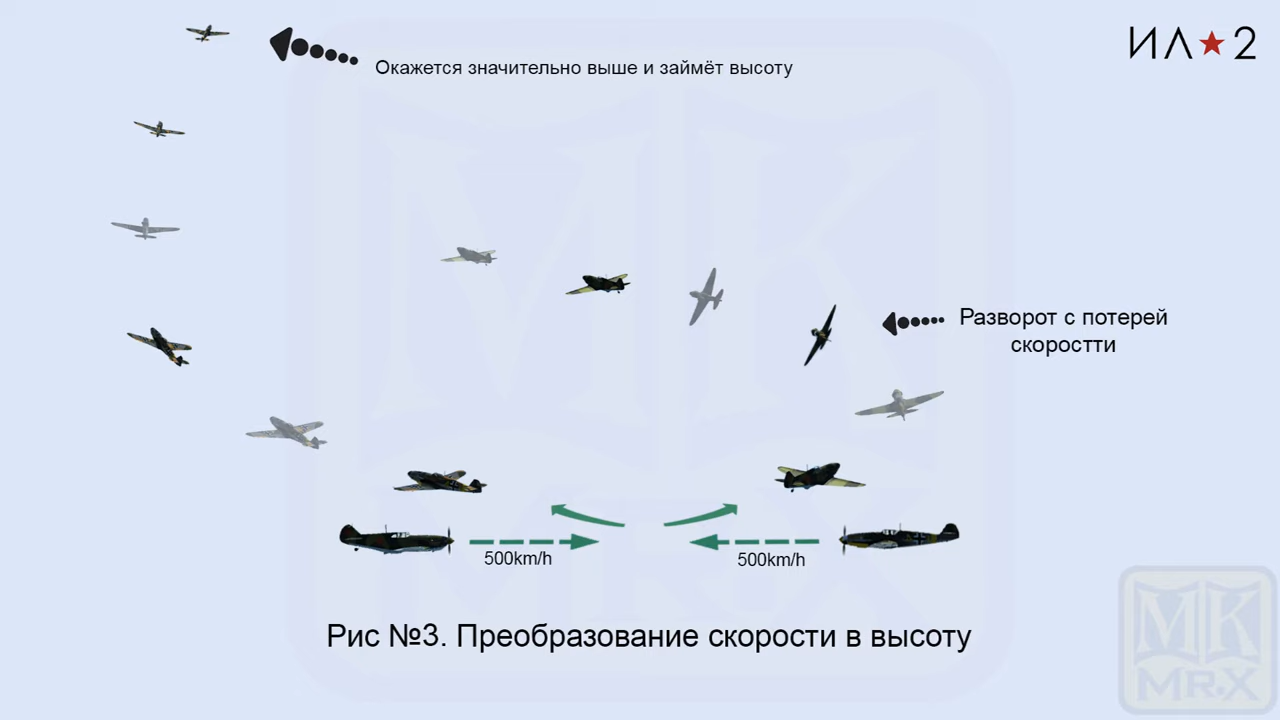 ИЛ★2
Окажется значительно выше и займёт высоту
Разворот с потерей
скоростти
500km/h
500km/h
Рис №3. Преобразование скорости в высоту
MK
MR.X